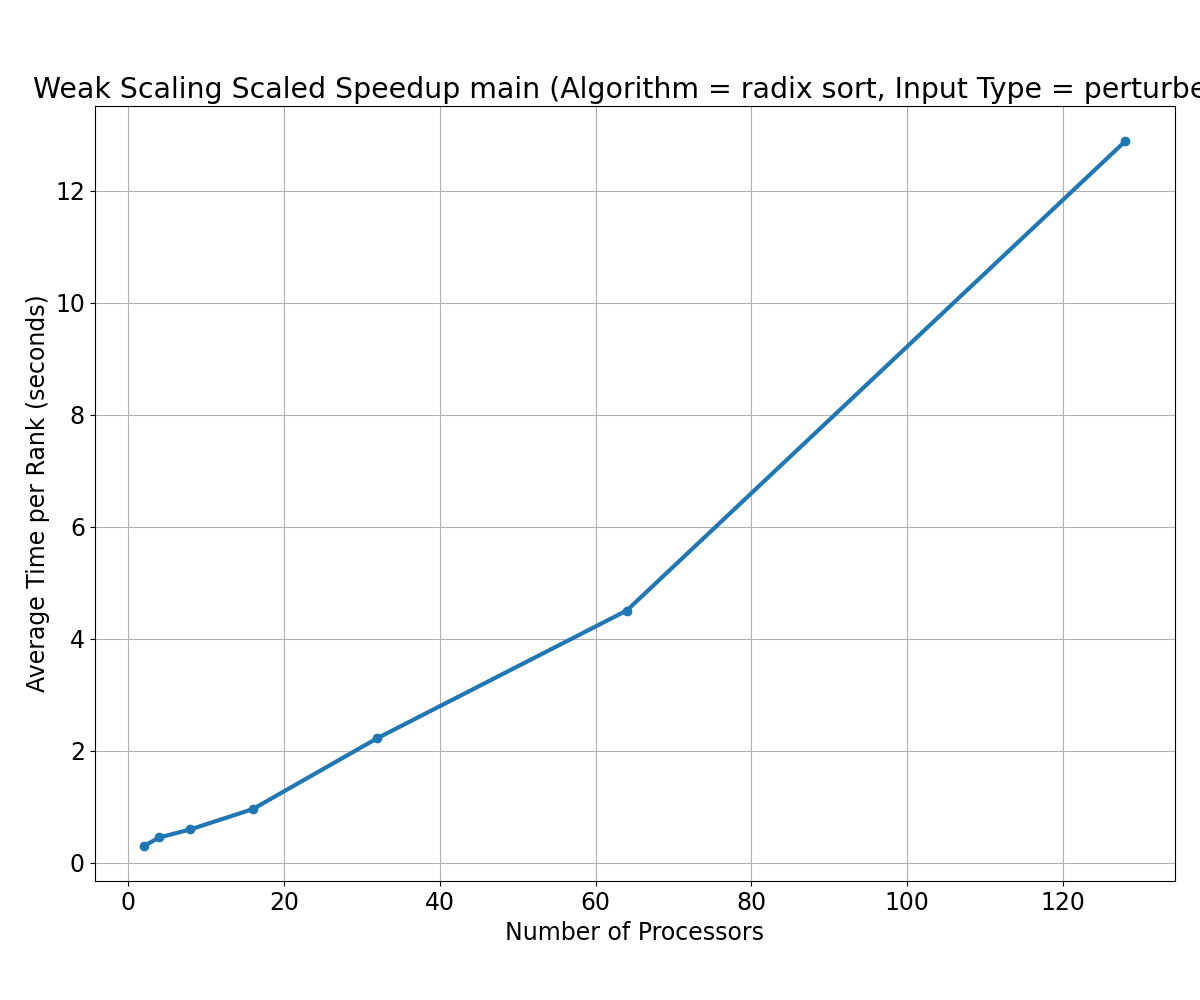 Weak Scaling Scaled Speedup main (Algorithm = radix sort, Input Type = perturbe
12
10
8
6
4
2
0
Average Time per Rank (seconds)
0 20 40 60 80 100 120
Number of Processors